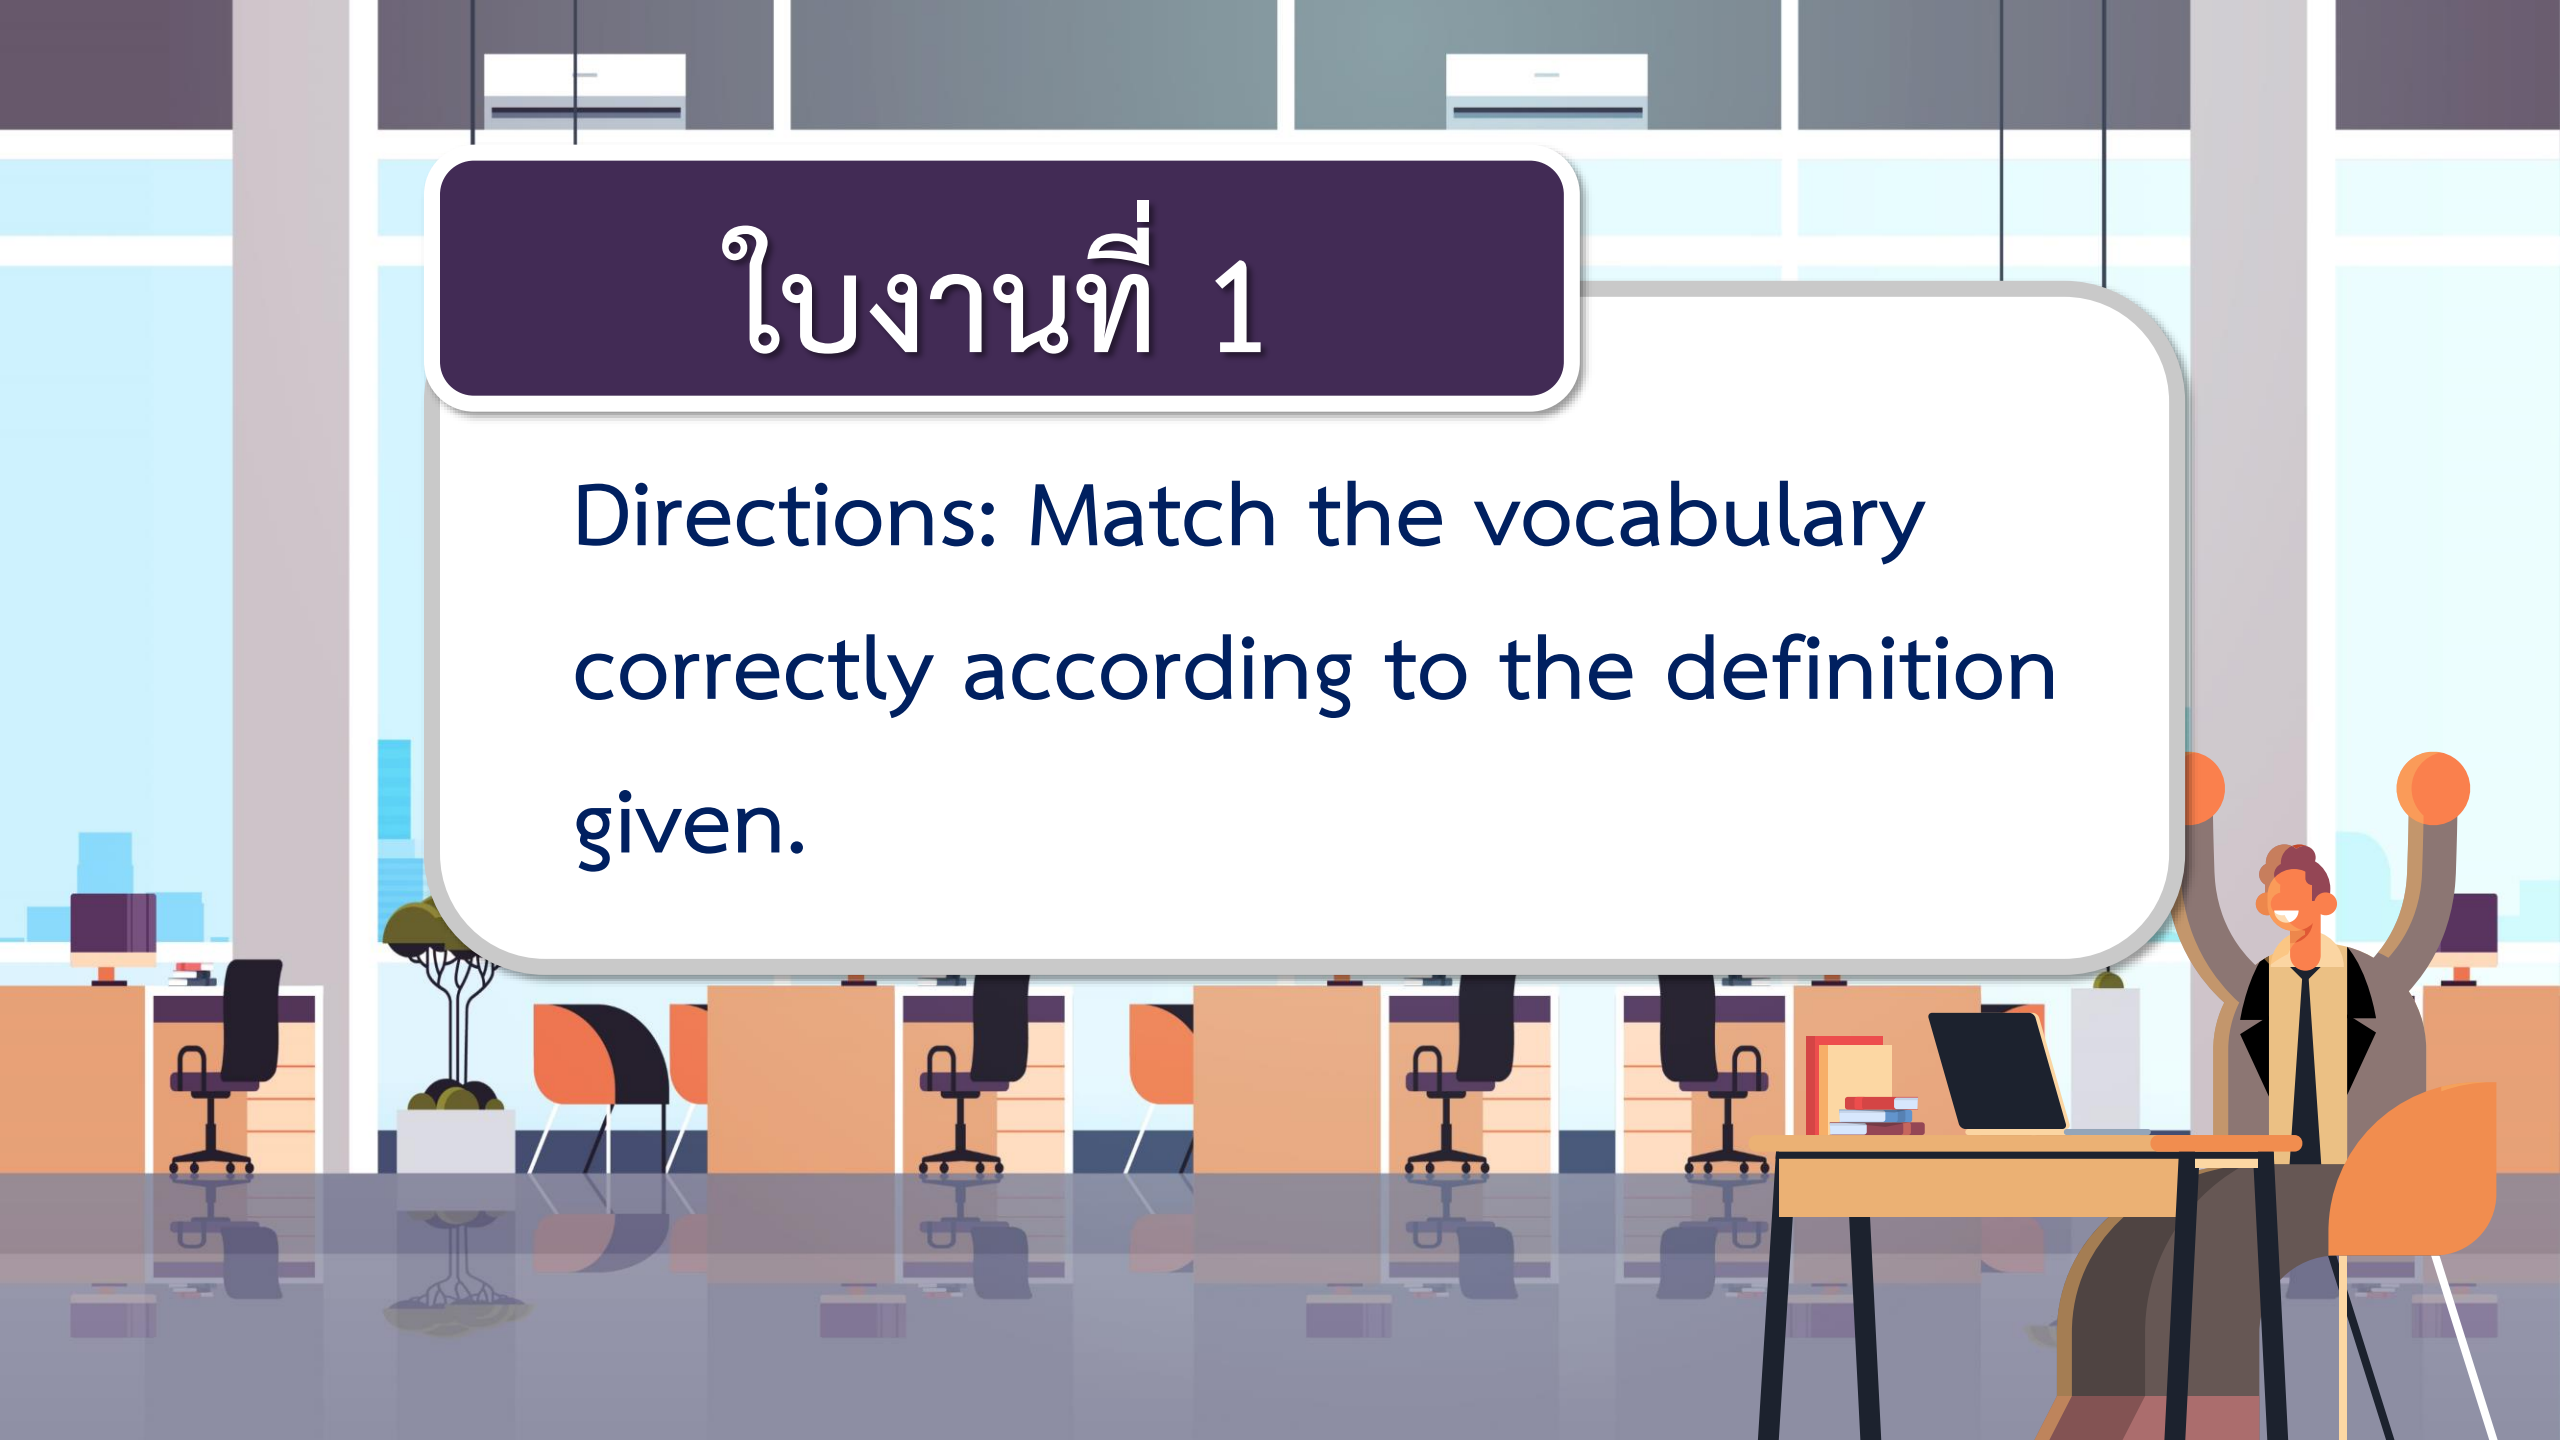 ใบงานที่ 1
Directions: Match the vocabulary
correctly according to the definition
given.